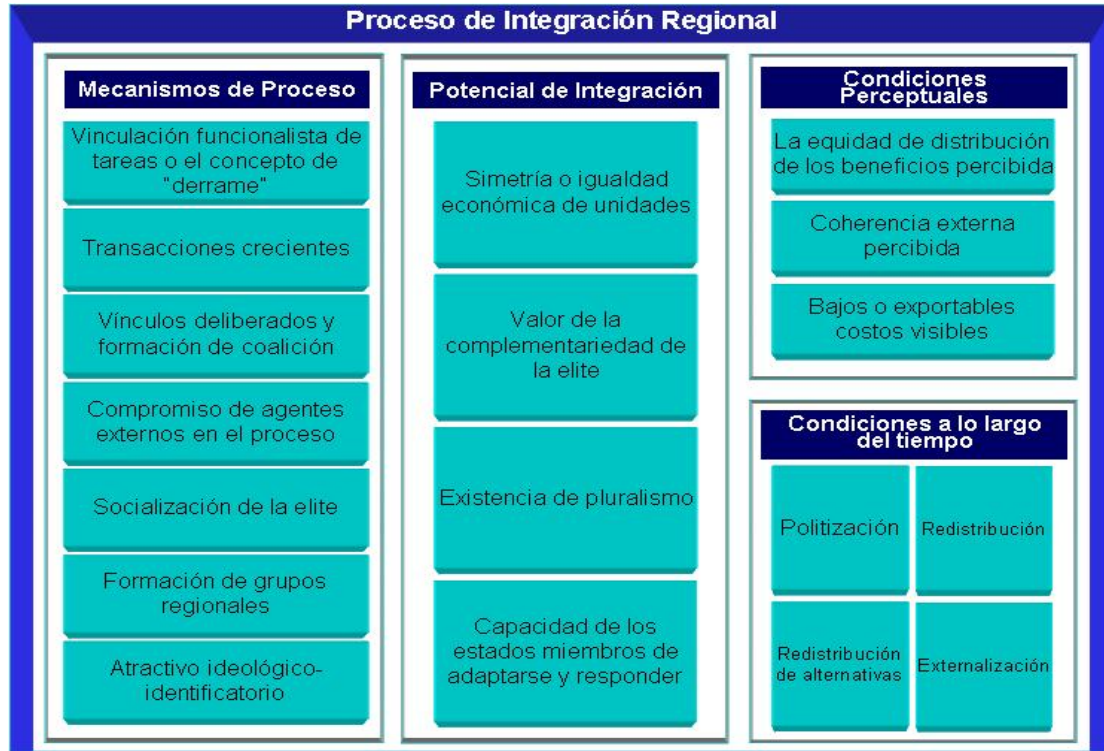 Proceso de Integración Regional
Mecanismos de Proceso
Vinculación funcionalista de
tareas o el concepto de
"derrame"
Transacciones crecientes
Vínculos deliberados y
formación de coalición
Compromiso de agentes
externos en el proceso
Socialización de la elite
Formación de grupos
regionales
Atractivo ideológico-
identificatorio
Potencial de Integración
Simetría o igualdad
económica de unidades
Valor de la
complementariedad de
la elite
Existencia de pluralismo
Capacidad de los
estados miembros de
adaptarse y responder
Condiciones
Perceptuales
La equidad de distribución
de los beneficios percibida
Coherencia externa
percibida
Bajos o exportables
costos visibles
Condiciones a lo largo
del tiempo
Politización
Redistribución
Redistribución
de alternativas
Externalización